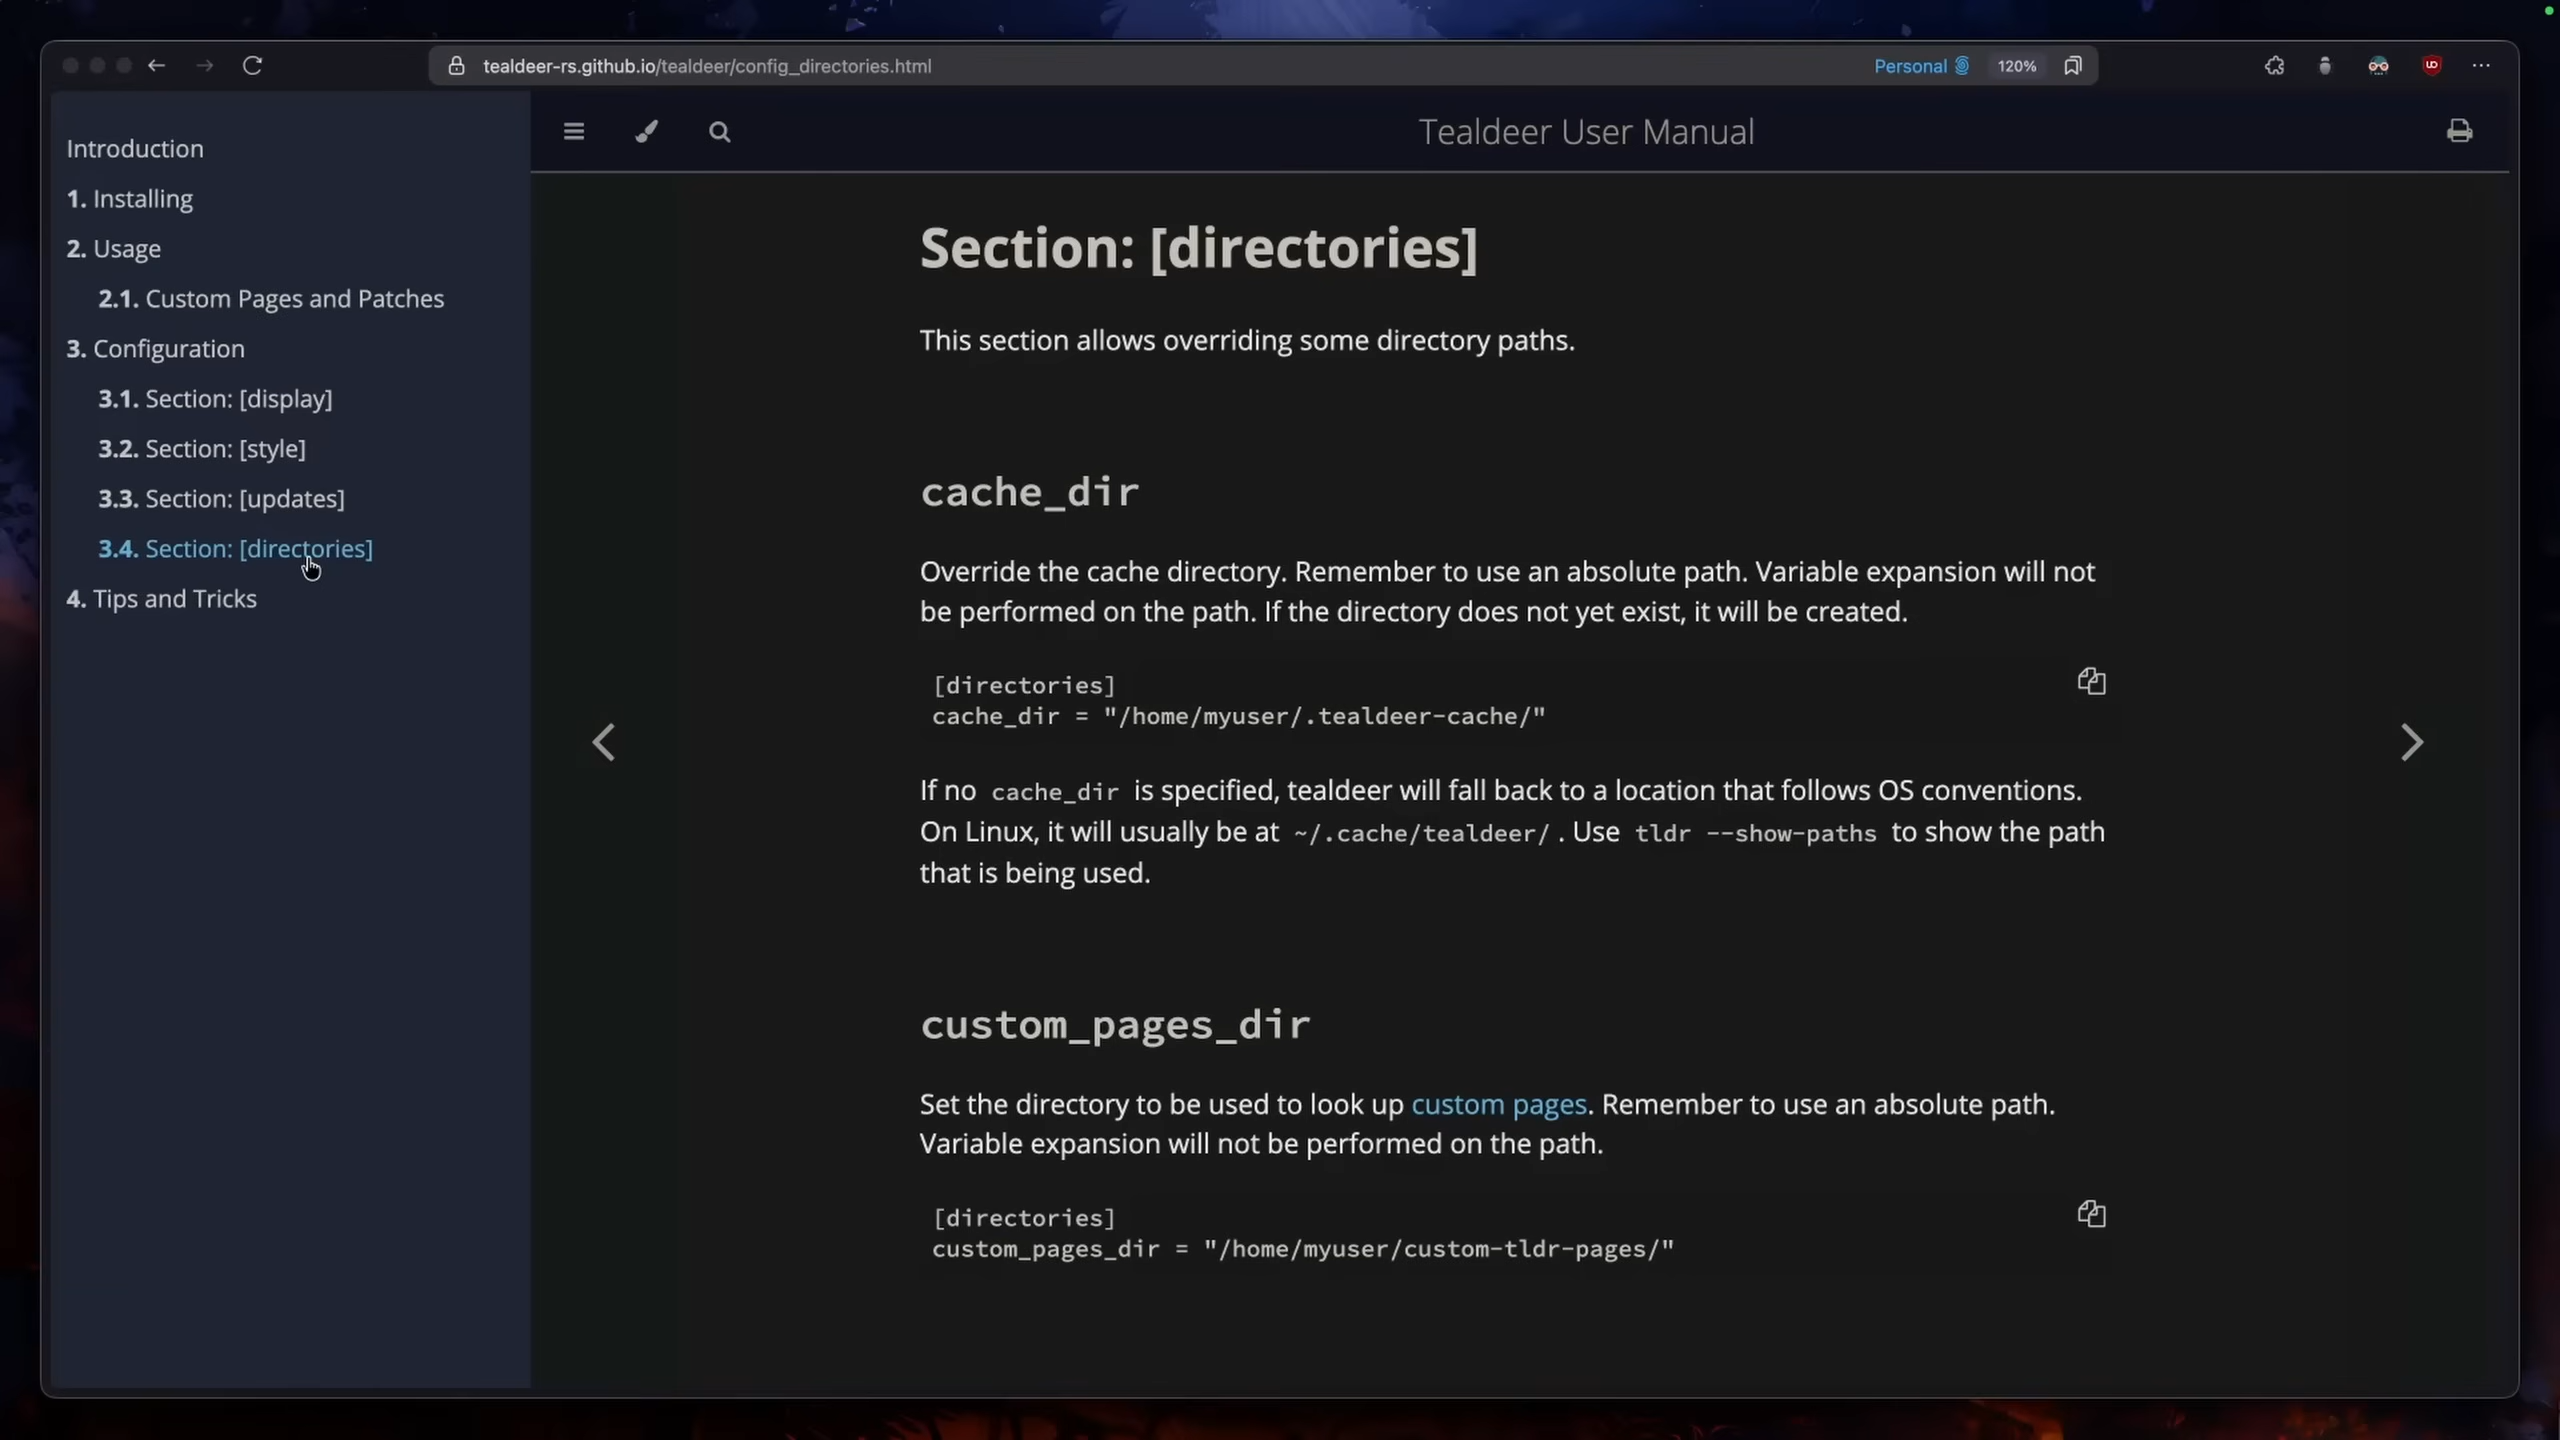 tealdeer-rs.github.io/tealdeer/config_directories.html
Personal
120%
Introduction
1. Installing
2. Usage
2.1. Custom Pages and Patches
3. Configuration
3.1. Section: [display]
3.2. Section: [style]
3.3. Section: [updates]
3.4. Section: [directories]
4. Tips and Tricks
Tealdeer User Manual
Section: [directories]
This section allows overriding some directory paths.
cache_dir
Override the cache directory. Remember to use an absolute path. Variable expansion will not
be performed on the path. If the directory does not yet exist, it will be created.
[directories]
cache_dir = "/home/myuser/.tealdeer-cache/"
If no cache_dir is specified, tealdeer will fall back to a location that follows OS conventions.
On Linux, it will usually be at ~/.cache/tealdeer/ . Use tldr --show-paths to show the path
that is being used.
custom_pages_dir
Set the directory to be used to look up custom pages. Remember to use an absolute path.
Variable expansion will not be performed on the path.
[directories]
custom_pages_dir = "/home/myuser/custom-tldr-pages/"